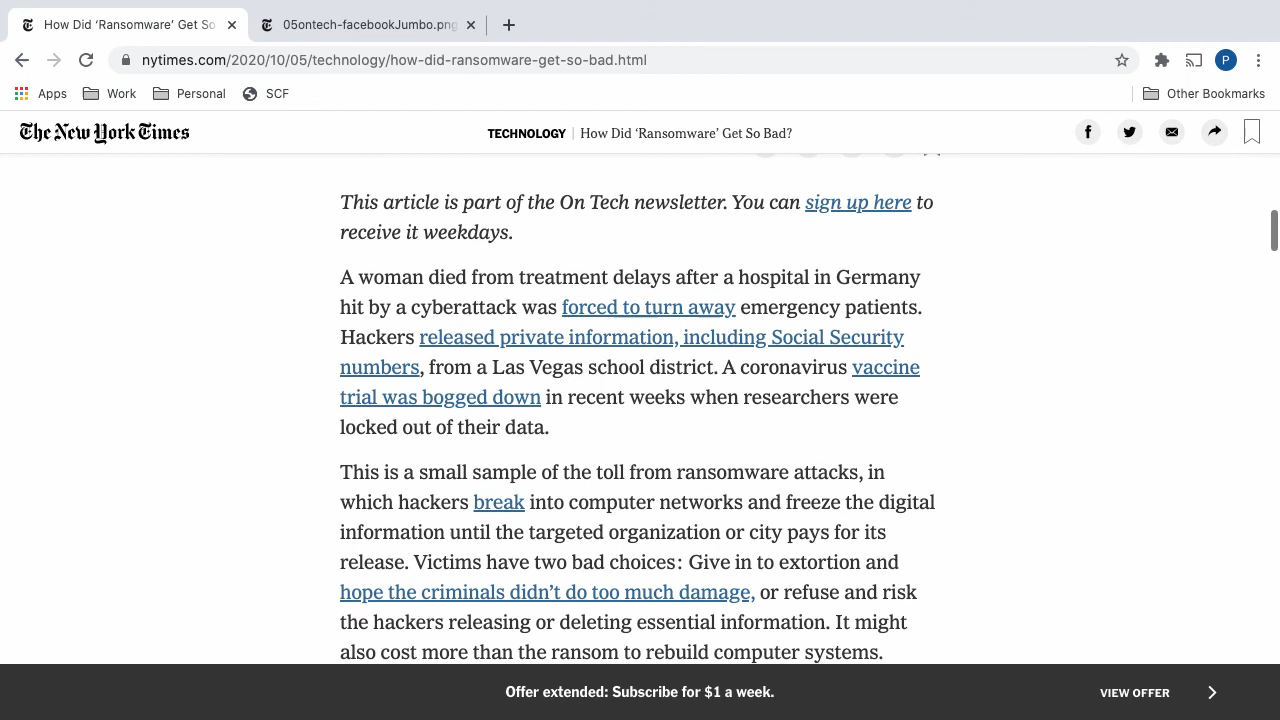 How Did ‘Ransomware’ Get So
05ontech-facebookJumbo.png
nytimes.com/2020/10/05/technology/how-did-ransomware-get-so-bad.html
P
Apps Work Personal SCF Other Bookmarks
The New York Times TECHNOLOGY | How Did ‘Ransomware’ Get So Bad?
This article is part of the On Tech newsletter. You can sign up here to
receive it weekdays.
A woman died from treatment delays after a hospital in Germany
hit by a cyberattack was forced to turn away emergency patients.
Hackers released private information, including Social Security
numbers, from a Las Vegas school district. A coronavirus vaccine
trial was bogged down in recent weeks when researchers were
locked out of their data.
This is a small sample of the toll from ransomware attacks, in
which hackers break into computer networks and freeze the digital
information until the targeted organization or city pays for its
release. Victims have two bad choices: Give in to extortion and
hope the criminals didn’t do too much damage, or refuse and risk
the hackers releasing or deleting essential information. It might
also cost more than the ransom to rebuild computer systems.
Offer extended: Subscribe for $1 a week. VIEW OFFER